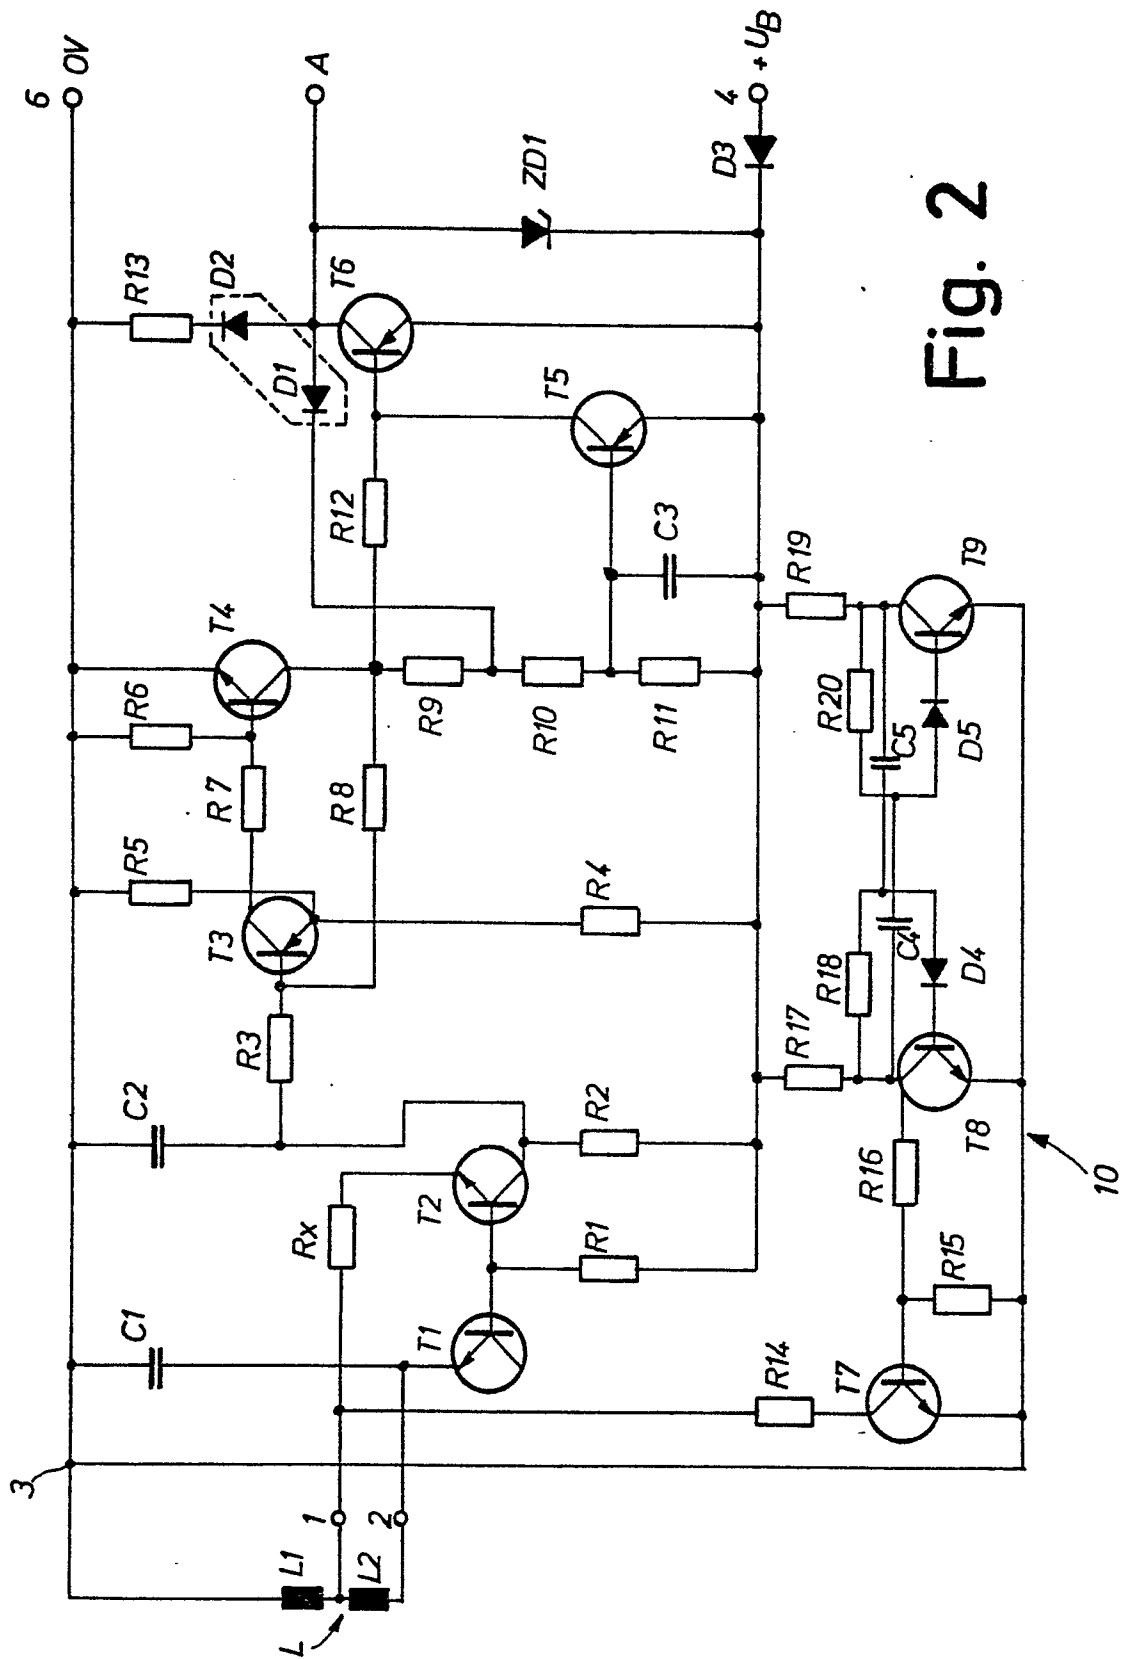 6 0V
A
4 +UB
R13
D2
D1
T6
ZD1
D3
T5
R12
C3
T4
R6
R7
R8
R9
R10
R11
R5
T3
R4
R3
C2
R2
T2
Rx
R1
T1
C1
3
1
2
L1
L2
L
R19
T9
R20
C5
D5
R18
C4
D4
R17
T8
R16
R15
R14
T7
10
Fig. 2